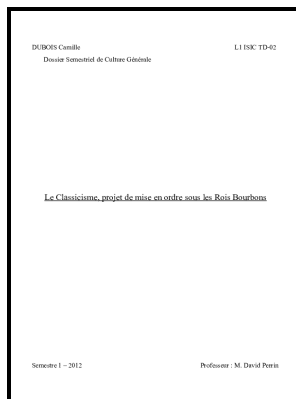 DUBOIS Camille L1 ISIC TD-02
Dossier Semestriel de Culture Générale
Le Classicisme, projet de mise en ordre sous les Rois Bourbons
Semestre 1 – 2012 Professeur : M. David Perrin